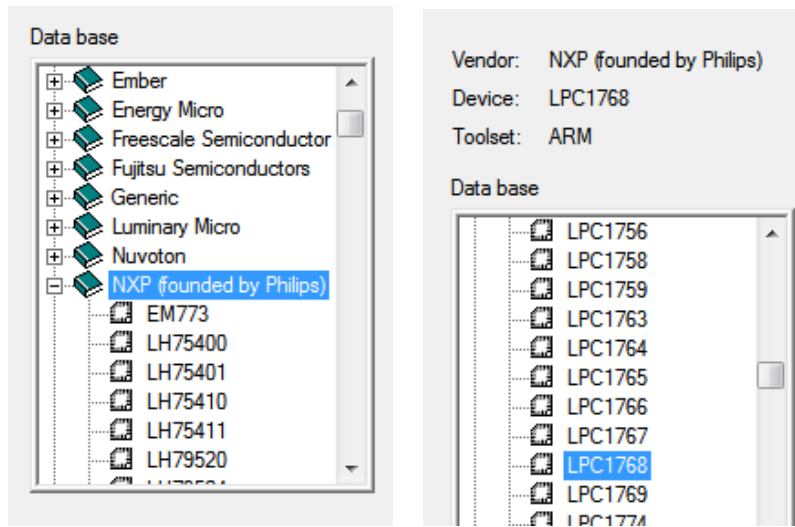 Data base
Ember
Energy Micro
Freescale Semiconductor
Fujitsu Semiconductors
Generic
Luminary Micro
Nuvoton
NXP (founded by Philips)
EM773
LH75400
LH75401
LH75410
LH75411
LH79520
Vendor: NXP (founded by Philips)
Device: LPC1768
Toolset: ARM
Data base
LPC1756
LPC1758
LPC1759
LPC1763
LPC1764
LPC1765
LPC1766
LPC1767
LPC1768
LPC1769
LPC1774